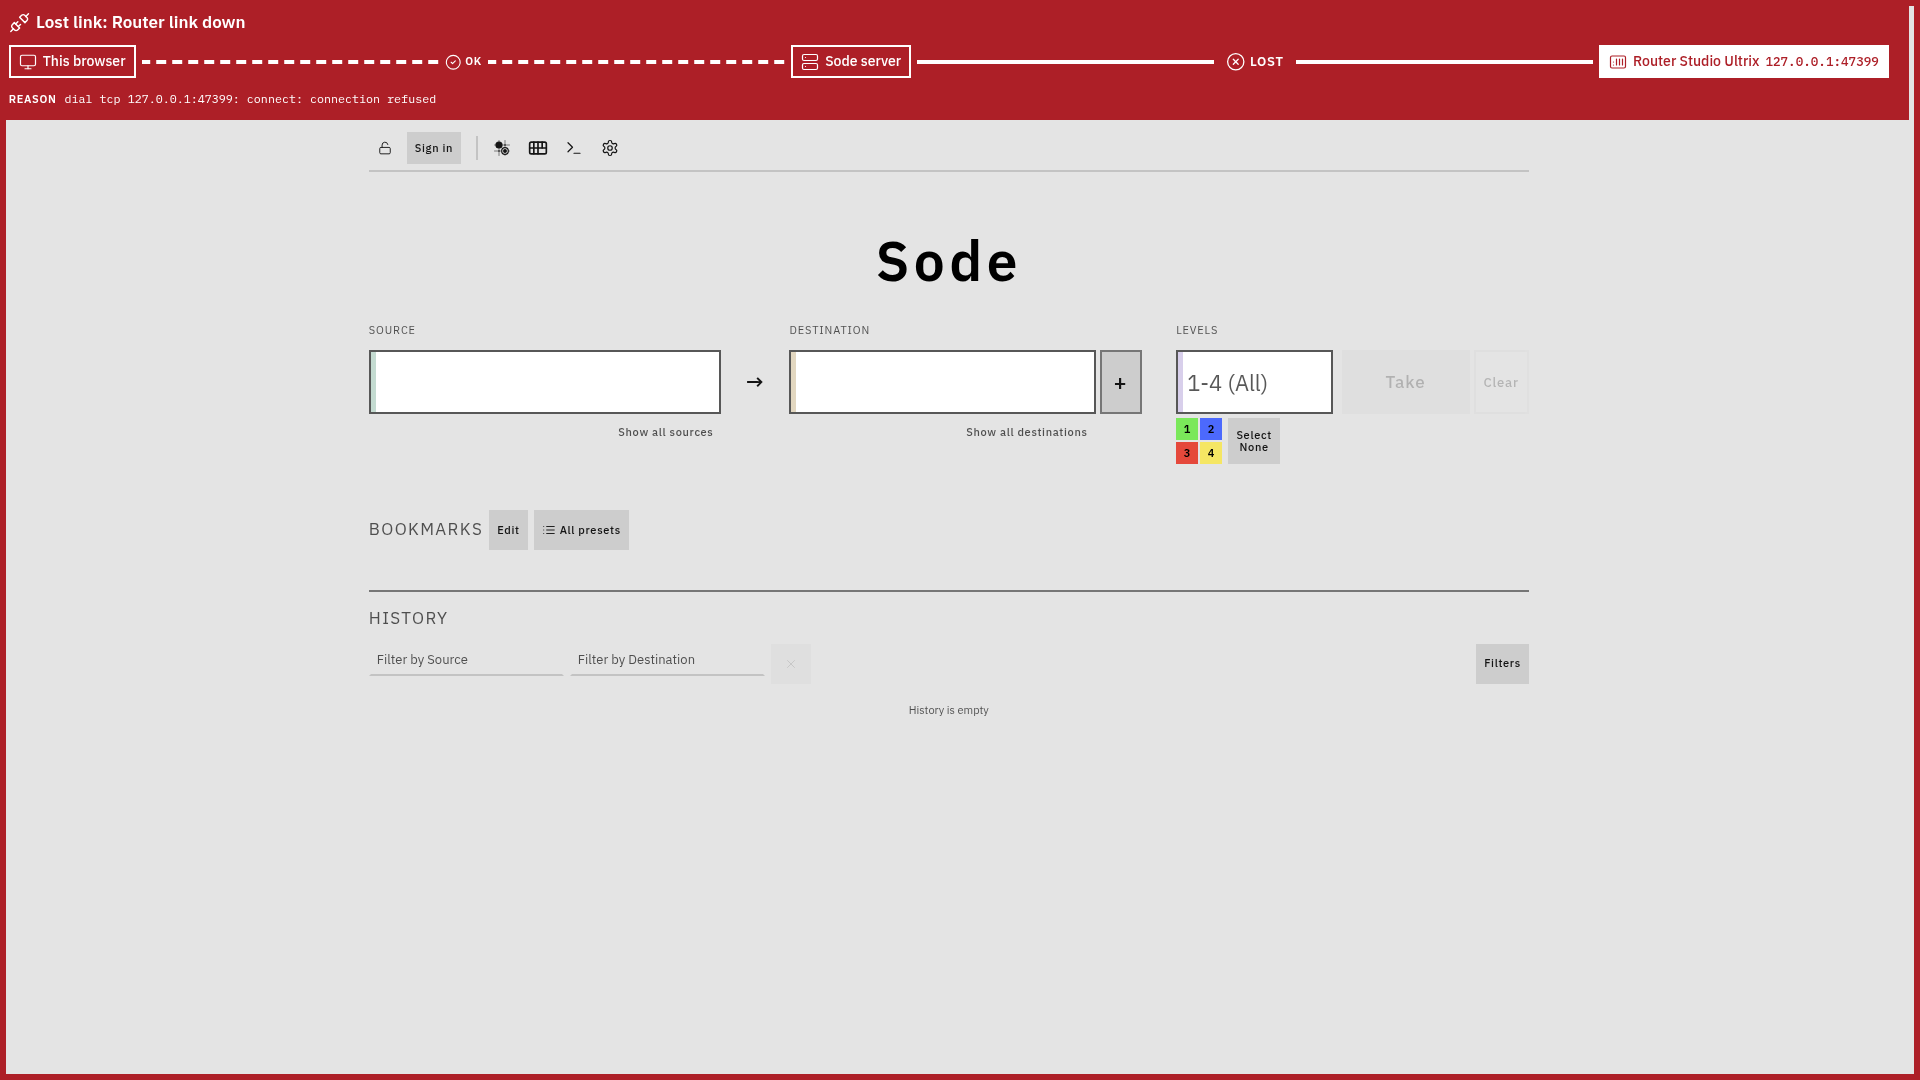 Lost link: Router link down
This browser OK Sode server LOST Router Studio Ultrix 127.0.0.1:47399
REASON dial tcp 127.0.0.1:47399: connect: connection refused
Sign in
Sode
SOURCE DESTINATION LEVELS
→ + 1-4 (All) Take Clear
Show all sources Show all destinations
1 2
3 4
Select
None
BOOKMARKS Edit All presets
HISTORY
Filter by Source Filter by Destination × Filters
History is empty